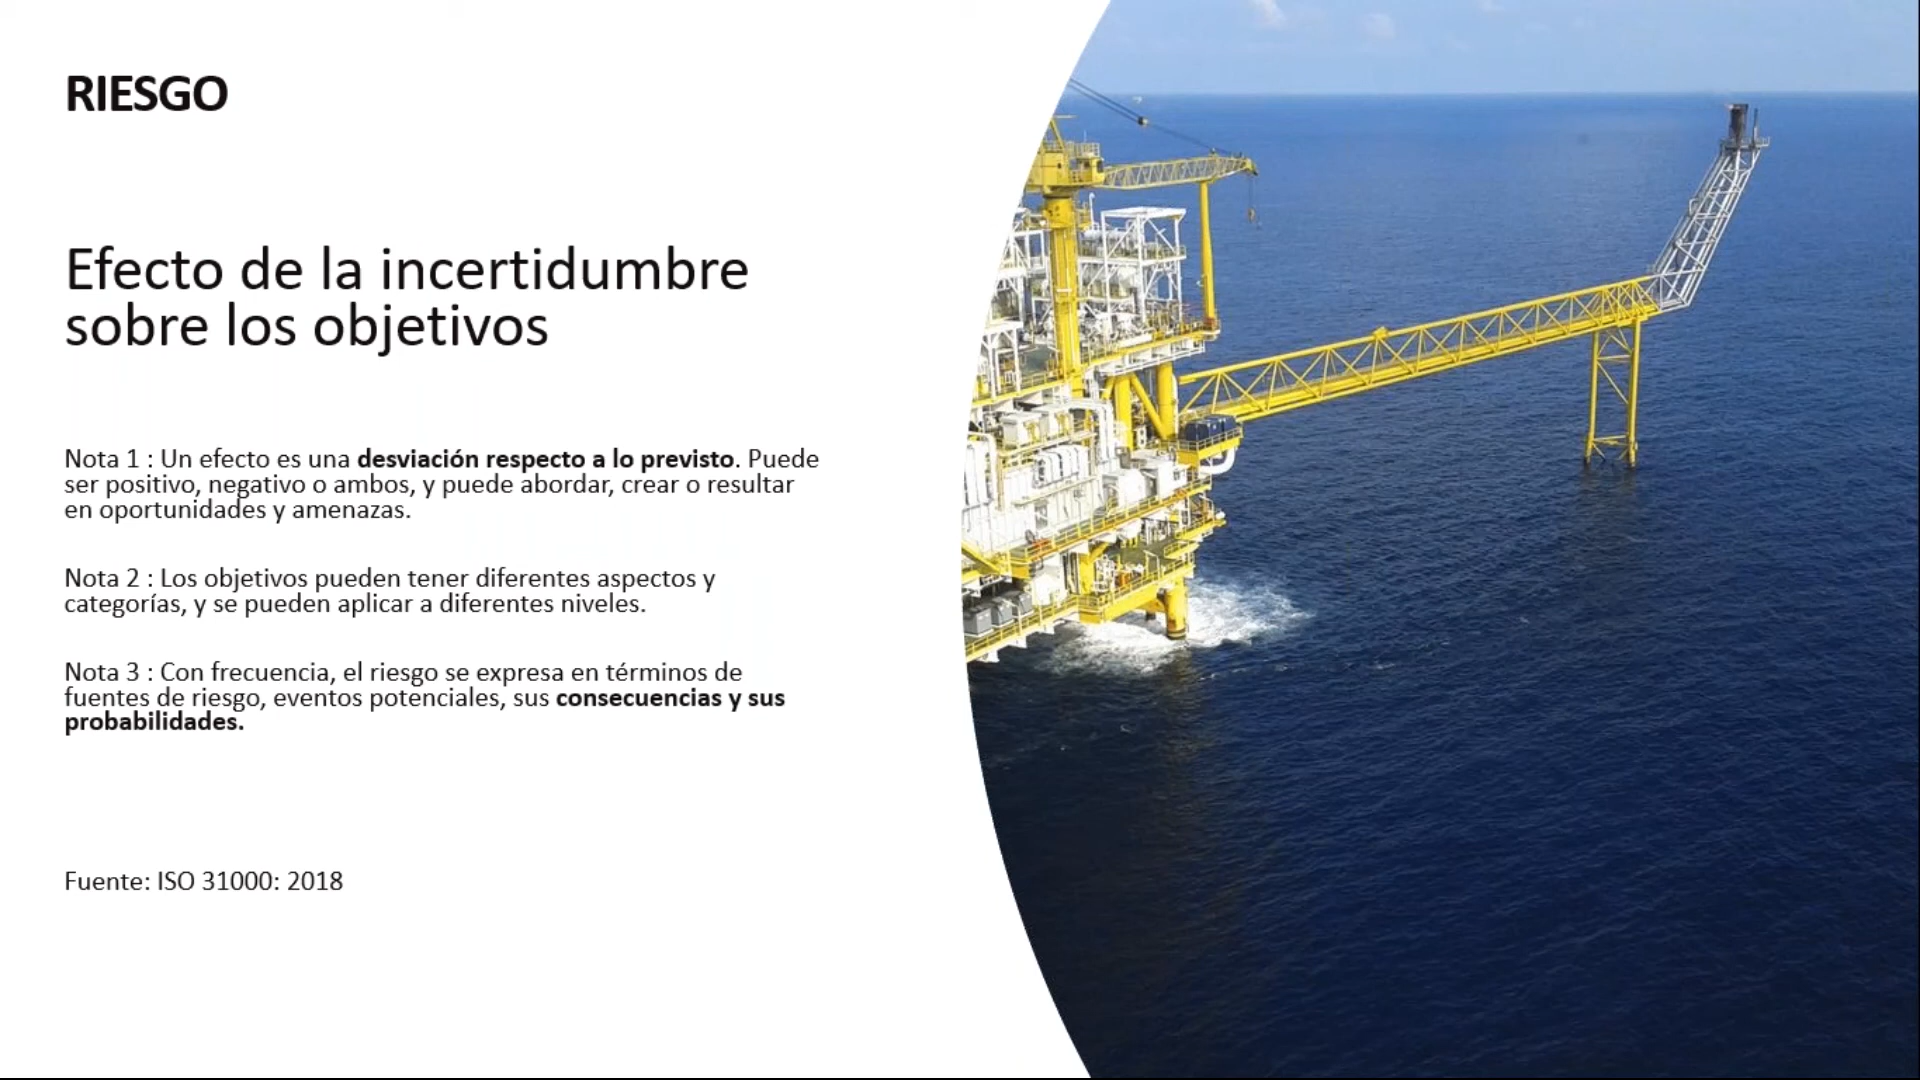 RIESGO
Efecto de la incertidumbre
sobre los objetivos
Nota 1 : Un efecto es una desviación respecto a lo previsto. Puede
ser positivo, negativo o ambos, y puede abordar, crear o resultar
en oportunidades y amenazas.
Nota 2 : Los objetivos pueden tener diferentes aspectos y
categorías, y se pueden aplicar a diferentes niveles.
Nota 3 : Con frecuencia, el riesgo se expresa en términos de
fuentes de riesgo, eventos potenciales, sus consecuencias y sus
probabilidades.
Fuente: ISO 31000: 2018